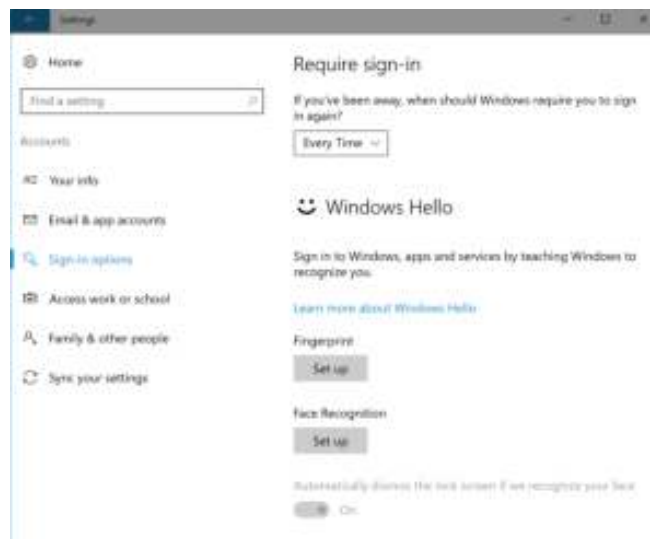 Settings
Home
Find a setting
Accounts
Your info
Email & app accounts
Sign-in options
Access work or school
Family & other people
Sync your settings
Require sign-in
If you've been away, when should Windows require you to sign
in again?
Every Time
Windows Hello
Sign in to Windows, apps and services by teaching Windows to
recognize you.
Learn more about Windows Hello
Fingerprint
Set up
Face Recognition
Set up
Automatically dismiss the lock screen if we recognize your face
On